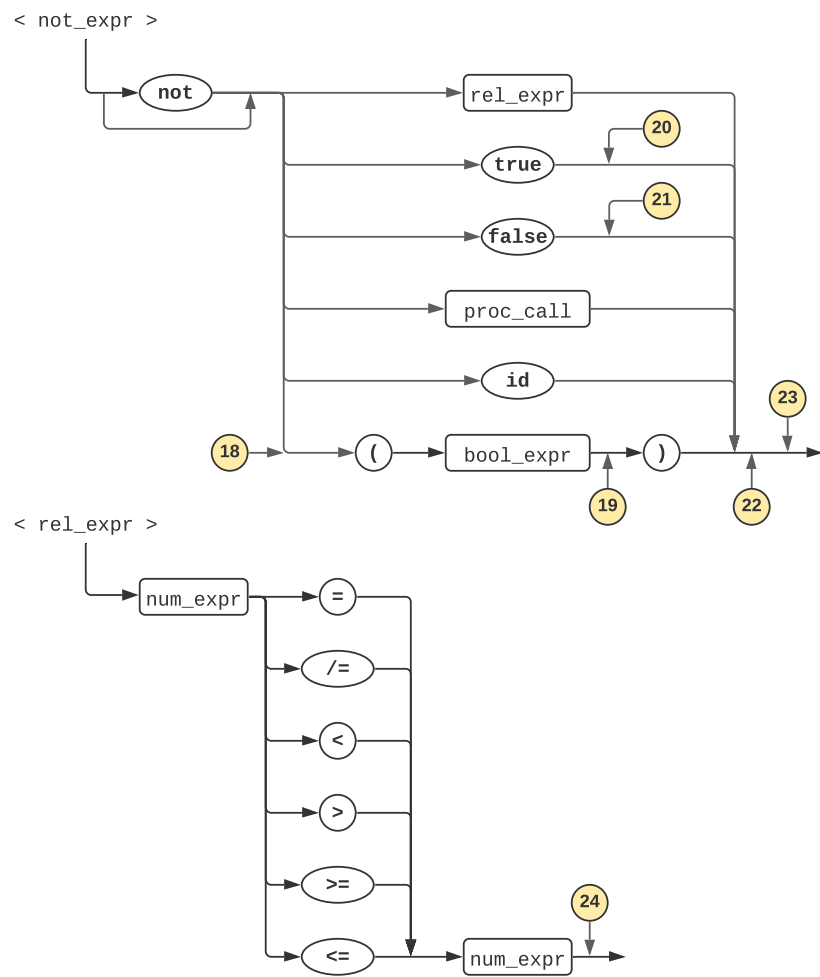 < not_expr >
not
rel_expr
20
true
21
false
proc_call
id
23
18
(
bool_expr
)
19
22
< rel_expr >
num_expr
=
/=
<
>
>=
24
<=
num_expr